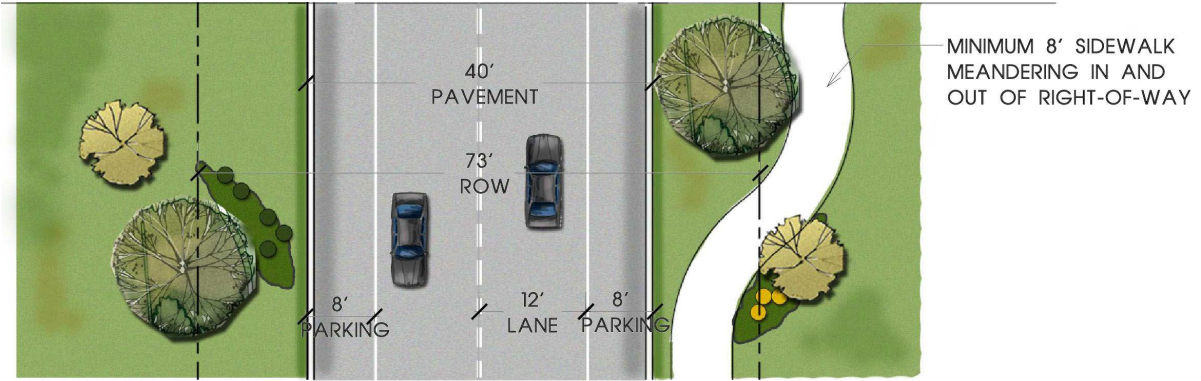 40'
PAVEMENT
MINIMUM 8' SIDEWALK
MEANDERING IN AND
OUT OF RIGHT-OF-WAY
73'
ROW
8'
PARKING
12'
LANE
8'
PARKING